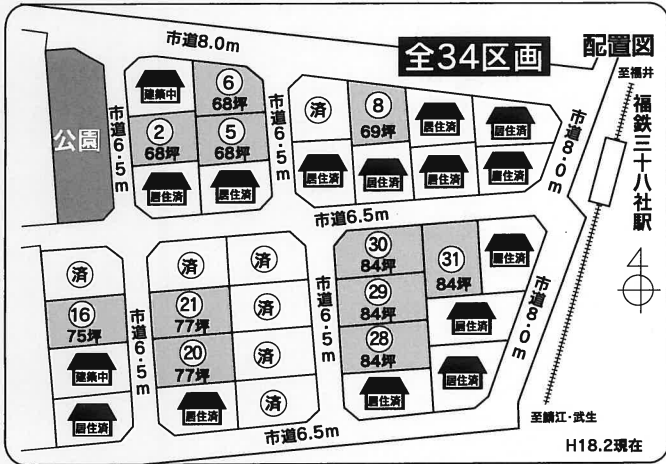 市道8.0m
全34区画
配置図
至福井
福鉄三十八社駅
公園
市道6.5m
建築中
⑥
68坪
②
68坪
⑤
68坪
居住済
居住済
市道6.5m
済
⑧
69坪
居住済
居住済
居住済
居住済
居住済
居住済
市道8.0m
市道6.5m
済
⑯
75坪
建築中
居住済
市道6.5m
済
済
㉑
77坪
済
⑳
77坪
済
居住済
済
市道6.5m
㉚
84坪
㉛
84坪
居住済
㉙
84坪
居住済
㉘
84坪
居住済
居住済
市道8.0m
市道6.5m
4
至鯖江・武生
H18.2現在